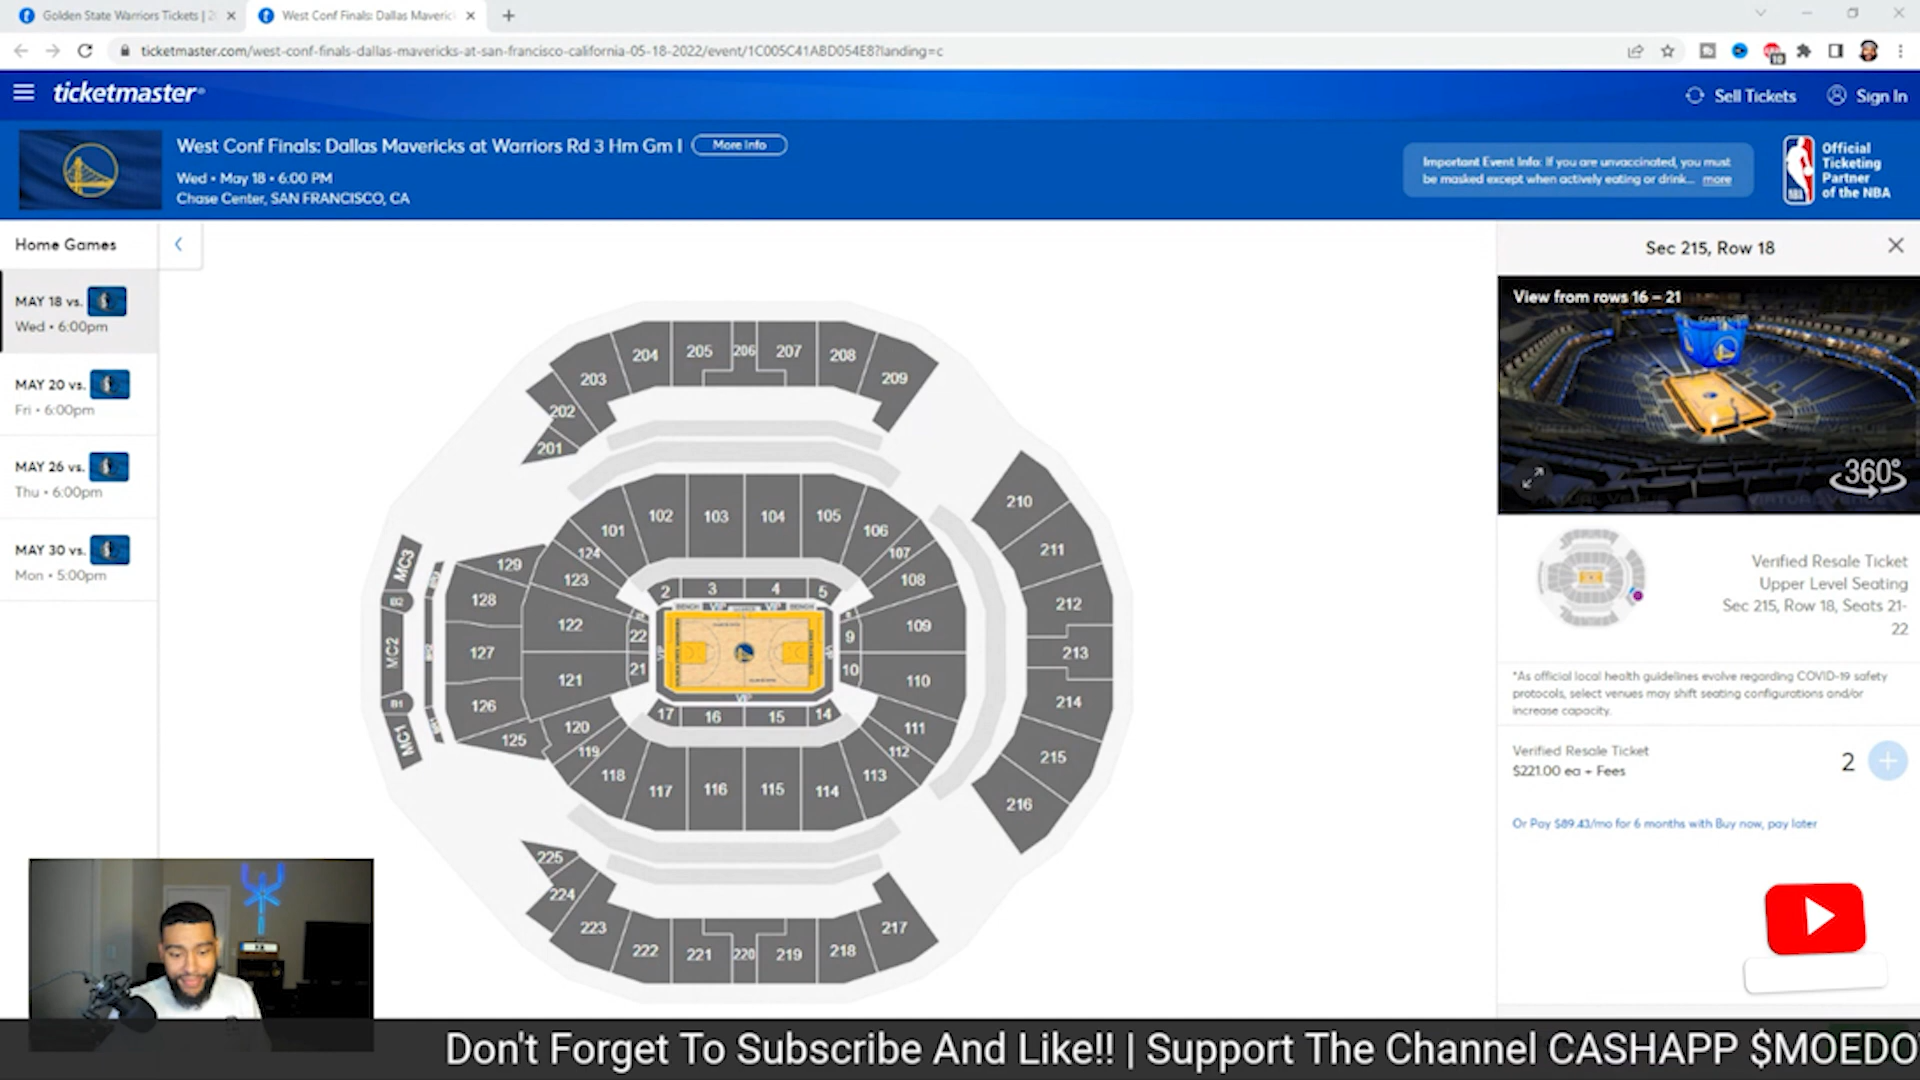 Golden State Warriors Tickets | 2
West Conf Finals: Dallas Maveric
ticketmaster.com/west-conf-finals-dallas-mavericks-at-san-francisco-california-05-18-2022/event/1C005C41ABD054E8?landing=c
10
ticketmaster®
Sell Tickets
Sign In
West Conf Finals: Dallas Mavericks at Warriors Rd 3 Hm Gm I
More Info
Wed • May 18 • 6:00 PM
Chase Center, SAN FRANCISCO, CA
Important Event Info: If you are unvaccinated, you must
be masked except when actively eating or drink... more
NBA
Official
Ticketing
Partner
of the NBA
Home Games
MAY 18 vs.
Wed • 6:00pm
MAY 20 vs.
Fri • 6:00pm
MAY 26 vs.
Thu • 6:00pm
MAY 30 vs.
Mon • 5:00pm
204
205
206
207
208
203
209
202
201
210
102
103
104
105
101
106
124
107
211
MC3
129
123
108
128
2
3
4
5
212
B2
BENCH
VIP
VIP
BENCH
122
109
22
9
MC2
127
VIP
213
21
10
121
110
126
B1
VIP
17
16
15
14
214
MC1
125
120
111
119
112
215
118
113
117
116
115
114
216
225
224
223
217
222
221
220
219
218
Sec 215, Row 18
View from rows 16 – 21
360°
Verified Resale Ticket
Upper Level Seating
Sec 215, Row 18, Seats 21-
22
*As official local health guidelines evolve regarding COVID-19 safety
protocols, select venues may shift seating configurations and/or
increase capacity.
Verified Resale Ticket
$221.00 ea + Fees
2
Or Pay $89.43/mo for 6 months with Buy now, pay later
Don't Forget To Subscribe And Like!! | Support The Channel CASHAPP $MOEDO